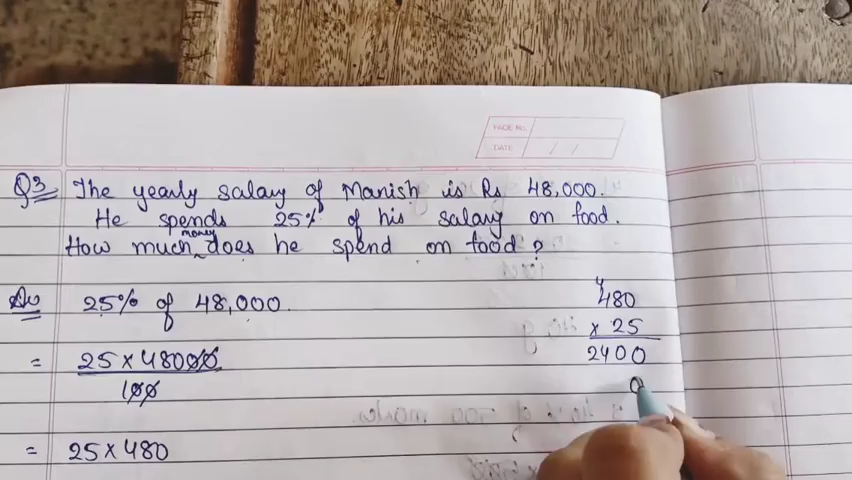 PAGE NO.
DATE / /
Q3 The yearly salary of Manish is Rs 48,000.
He spends 25% of his salary on food.
How much money does he spend on food?
Ans 25% of 48,000.
= 25 × 48000
100
= 25 × 480
4
480
× 25
2400
0